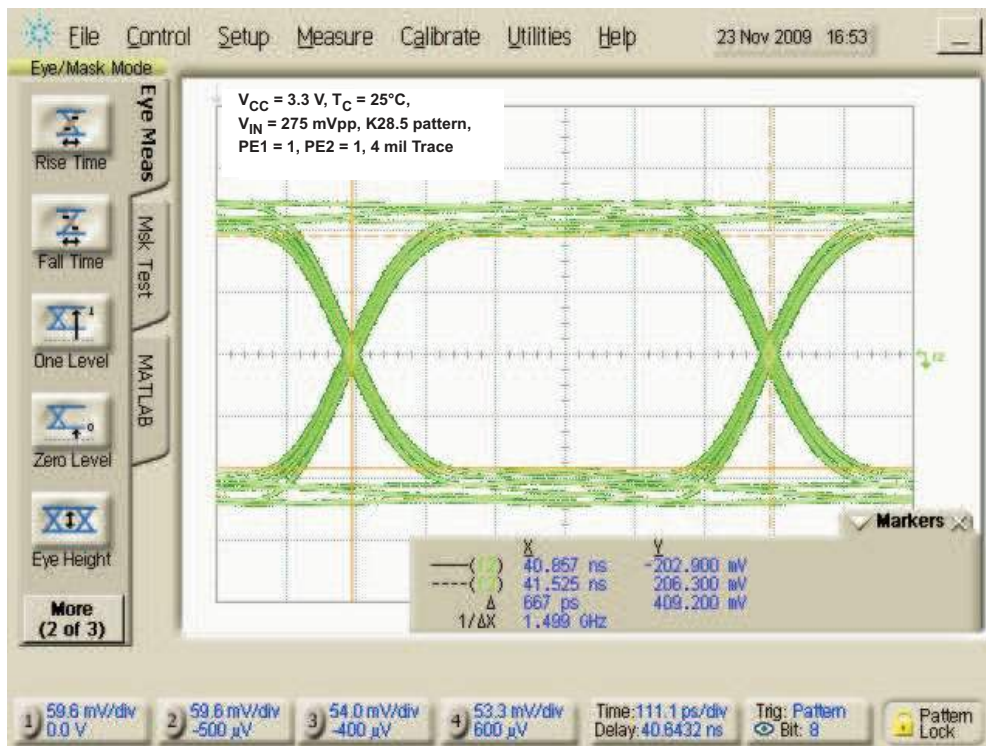 File Control Setup Measure Calibrate Utilities Help 23 Nov 2009 16:53
Eye/Mask Mode
Eye Meas
Msk Test
MATLAB
Rise Time
Fall Time
One Level
Zero Level
Eye Height
More
(2 of 3)
VCC = 3.3 V, TC = 25°C,
VIN = 275 mVpp, K28.5 pattern,
PE1 = 1, PE2 = 1, 4 mil Trace
Markers
X Y
40.857 ns -202.900 mV
41.525 ns 206.300 mV
Δ 667 ps 409.200 mV
1/ΔX 1.499 GHz
1) 59.6 mV/div
0.0 V
2) 59.6 mV/div
-500 µV
3) 54.0 mV/div
-400 µV
4) 53.3 mV/div
600 µV
Time:111.1 ps/div
Delay:40.6432 ns
Trig: Pattern
Bit: 8
Pattern
Lock